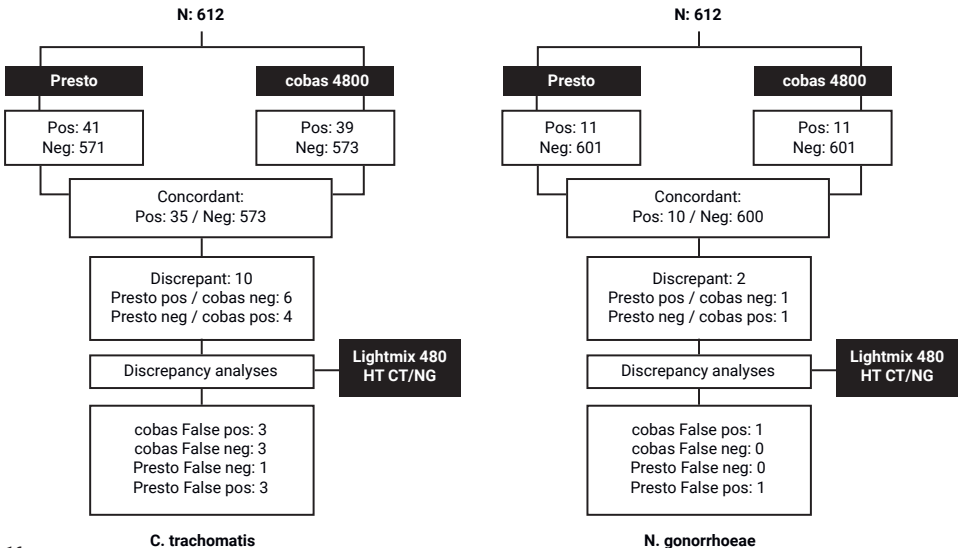 N: 612
Presto
cobas 4800
Pos: 41
Neg: 571
Pos: 39
Neg: 573
Concordant:
Pos: 35 / Neg: 573
Discrepant: 10
Presto pos / cobas neg: 6
Presto neg / cobas pos: 4
Discrepancy analyses
Lightmix 480
HT CT/NG
cobas False pos: 3
cobas False neg: 3
Presto False neg: 1
Presto False pos: 3
C. trachomatis
N: 612
Presto
cobas 4800
Pos: 11
Neg: 601
Pos: 11
Neg: 601
Concordant:
Pos: 10 / Neg: 600
Discrepant: 2
Presto pos / cobas neg: 1
Presto neg / cobas pos: 1
Discrepancy analyses
Lightmix 480
HT CT/NG
cobas False pos: 1
cobas False neg: 0
Presto False neg: 0
Presto False pos: 1
N. gonorrhoeae